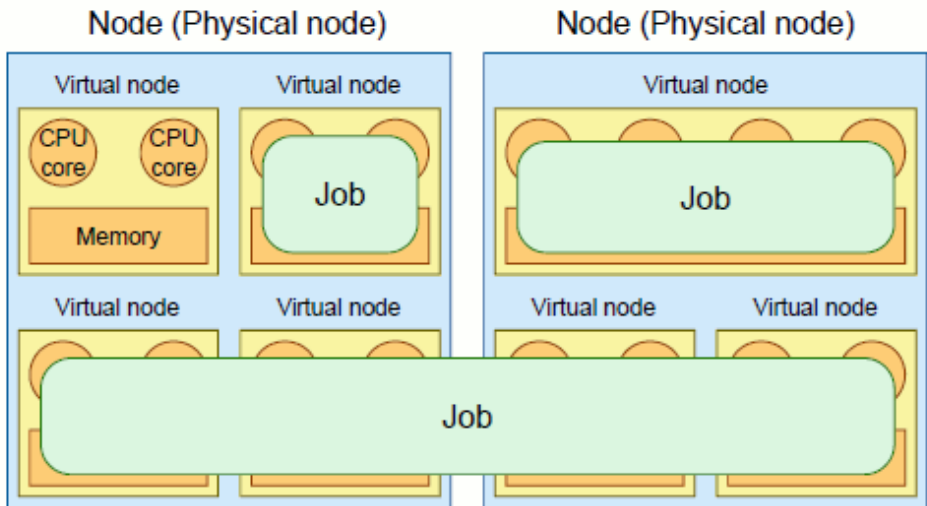 Node (Physical node)
Node (Physical node)
Virtual node
Virtual node
Virtual node
CPU
core
CPU
core
Memory
Job
Job
Virtual node
Virtual node
Virtual node
Virtual node
Job